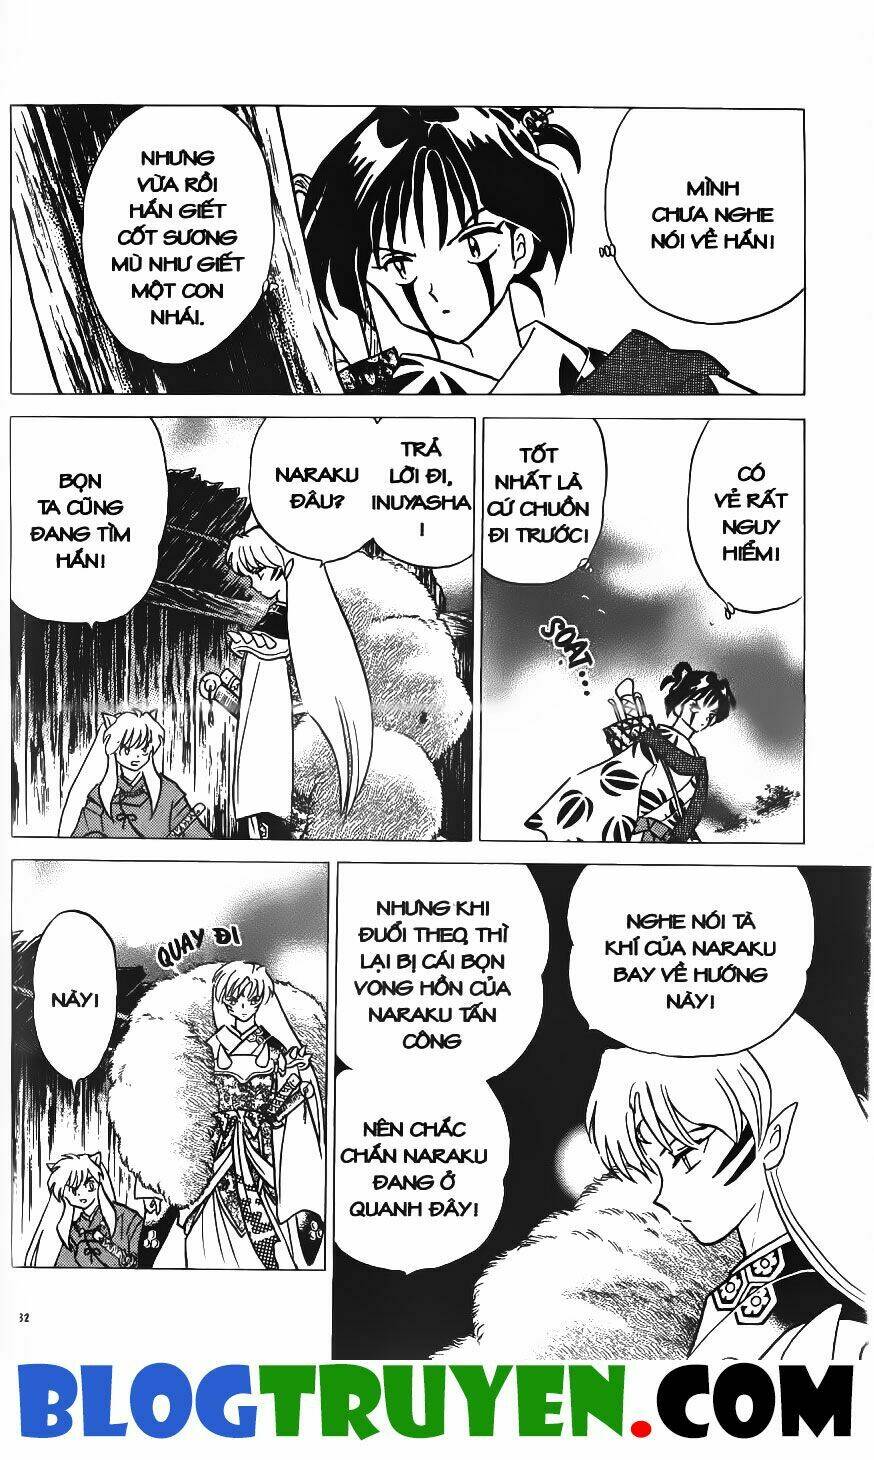 MÌNH
CHƯA NGHE
NÓI VỀ HẮN!
NHƯNG
VỪA RỒI
HẮN GIẾT
CỐT SƯƠNG
MÙ NHƯ GIẾT
MỘT CON
NHÁI.
CÓ
VẺ RẤT
NGUY
HIỂM!
TỐT
NHẤT LÀ
CỨ CHUỒN
ĐI TRƯỚC!
SOẠT...
TRẢ
LỜI ĐI,
INUYASHA
!
NARAKU
ĐÂU?
BỌN
TA CŨNG
ĐANG TÌM
HẮN!
NGHE NÓI TÀ
KHÍ CỦA NARAKU
BAY VỀ HƯỚNG
NÀY!
NHƯNG KHI
ĐUỔI THEO, THÌ
LẠI BỊ CÁI BỌN
VONG HỒN CỦA
NARAKU TẤN
CÔNG
NÊN CHẮC
CHẮN NARAKU
ĐANG Ở
QUANH ĐÂY!
QUAY ĐI
NÀY!
32
BLOGTRUYEN.COM